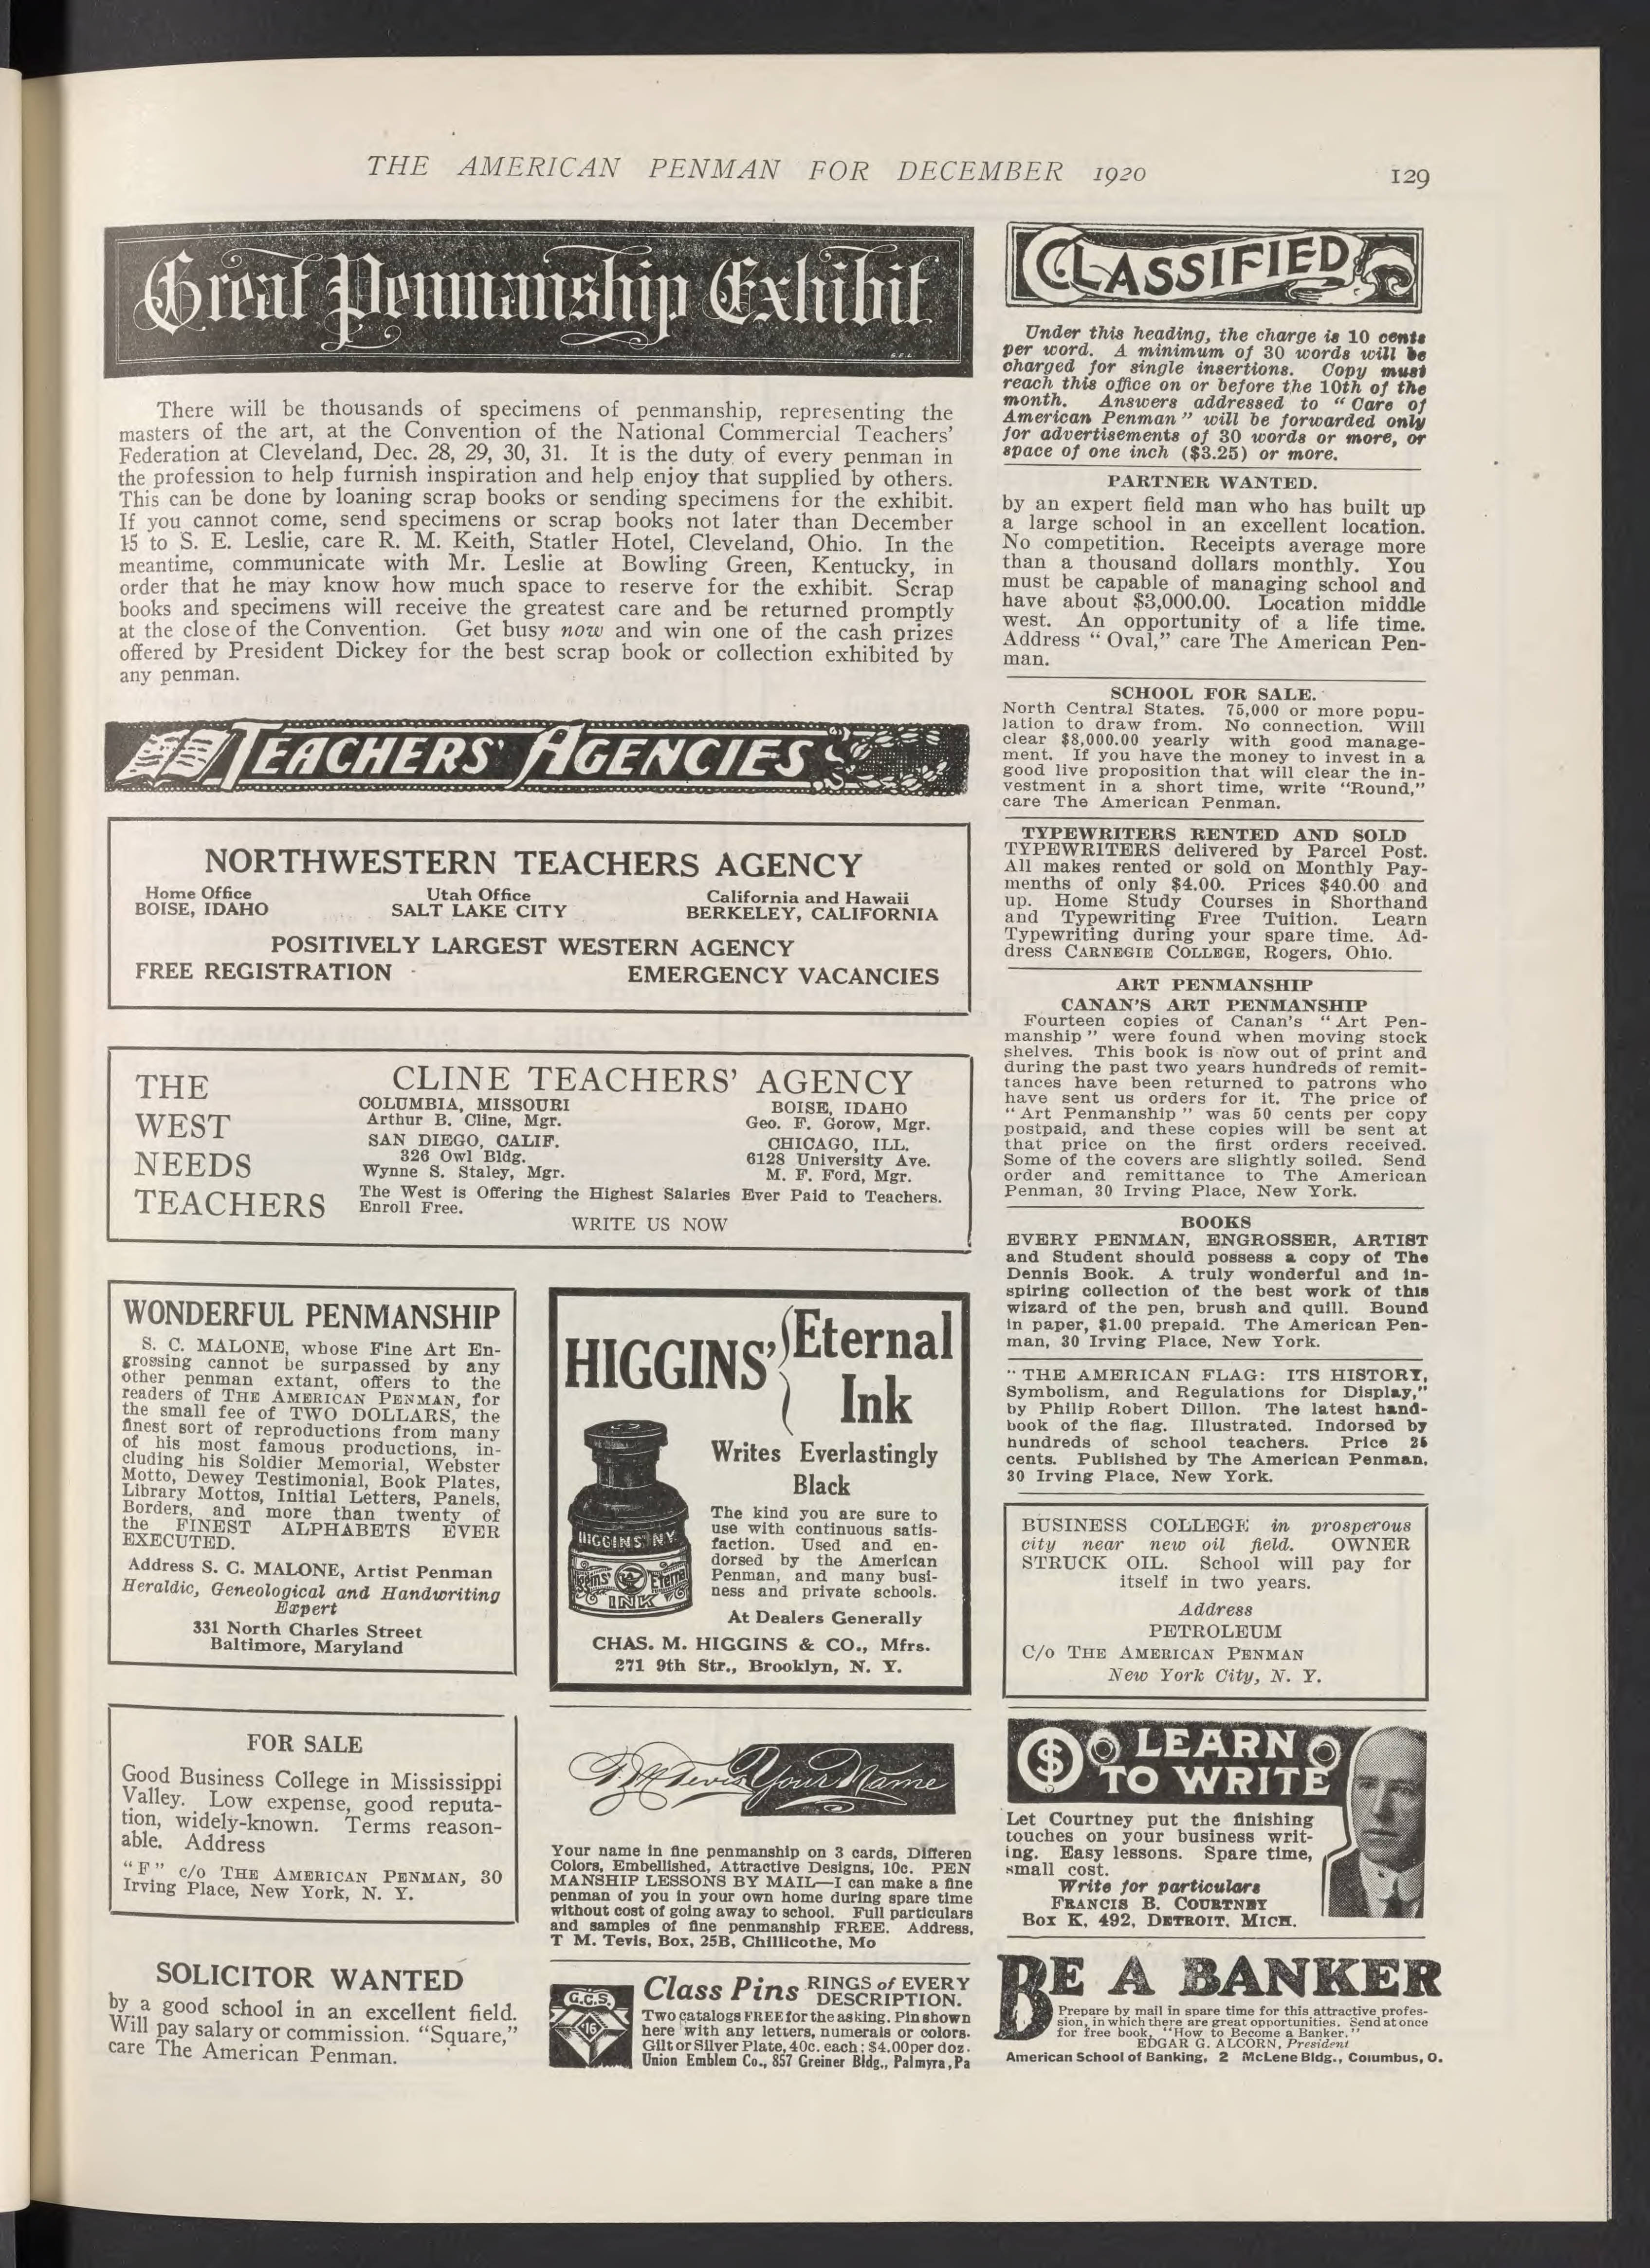 THE AMERICAN PENMAN FOR DECEMBER 1920
129
Great Penmanship Exhibit
There will be thousands of specimens of penmanship, representing the
masters of the art, at the Convention of the National Commercial Teachers'
Federation at Cleveland, Dec. 28, 29, 30, 31. It is the duty of every penman in
the profession to help furnish inspiration and help enjoy that supplied by others.
This can be done by loaning scrap books or sending specimens for the exhibit.
If you cannot come, send specimens or scrap books not later than December
15 to S. E. Leslie, care R. M. Keith, Statler Hotel, Cleveland, Ohio. In the
meantime, communicate with Mr. Leslie at Bowling Green, Kentucky, in
order that he may know how much space to reserve for the exhibit. Scrap
books and specimens will receive the greatest care and be returned promptly
at the close of the Convention. Get busy now and win one of the cash prizes
offered by President Dickey for the best scrap book or collection exhibited by
any penman.
TEACHERS' AGENCIES
NORTHWESTERN TEACHERS AGENCY
Home Office Utah Office California and Hawaii
BOISE, IDAHO SALT LAKE CITY BERKELEY, CALIFORNIA
POSITIVELY LARGEST WESTERN AGENCY
FREE REGISTRATION EMERGENCY VACANCIES
THE
WEST
NEEDS
TEACHERS
CLINE TEACHERS' AGENCY
COLUMBIA, MISSOURI
Arthur B. Cline, Mgr.
SAN DIEGO, CALIF.
326 Owl Bldg.
Wynne S. Staley, Mgr.
BOISE, IDAHO
Geo. F. Gorow, Mgr.
CHICAGO, ILL.
6128 University Ave.
M. F. Ford, Mgr.
The West is Offering the Highest Salaries Ever Paid to Teachers.
Enroll Free.
WRITE US NOW
WONDERFUL PENMANSHIP
S. C. MALONE, whose Fine Art En-
grossing cannot be surpassed by any
other penman extant, offers to the
readers of THE AMERICAN PENMAN, for
the small fee of TWO DOLLARS, the
finest sort of reproductions from many
of his most famous productions, in-
cluding his Soldier Memorial, Webster
Motto, Dewey Testimonial, Book Plates,
Library Mottos, Initial Letters, Panels,
Borders, and more than twenty of
the FINEST ALPHABETS EVER
EXECUTED.
Address S. C. MALONE, Artist Penman
Heraldic, Geneological and Handwriting
Expert
331 North Charles Street
Baltimore, Maryland
FOR SALE
Good Business College in Mississippi
Valley. Low expense, good reputa-
tion, widely-known. Terms reason-
able. Address
"F" c/o THE AMERICAN PENMAN, 30
Irving Place, New York, N. Y.
SOLICITOR WANTED
by a good school in an excellent field.
Will pay salary or commission. "Square,"
care The American Penman.
HIGGINS' Eternal
Ink
Writes Everlastingly
Black
The kind you are sure to
use with continuous satis-
faction. Used and en-
dorsed by the American
Penman, and many busi-
ness and private schools.
HIGGINS' N.Y.
Higgins' Eternal
INK
At Dealers Generally
CHAS. M. HIGGINS & CO., Mfrs.
271 9th Str., Brooklyn, N. Y.
T. M. Tevis Your Name
Your name in fine penmanship on 3 cards, Differen
Colors, Embellished, Attractive Designs, 10c. PEN
MANSHIP LESSONS BY MAIL—I can make a fine
penman of you in your own home during spare time
without cost of going away to school. Full particulars
and samples of fine penmanship FREE. Address,
T M. Tevis, Box, 25B, Chillicothe, Mo
G.C.S.
'16
Class Pins RINGS of EVERY
DESCRIPTION.
Two catalogs FREE for the asking. Pin shown
here with any letters, numerals or colors.
Gilt or Silver Plate, 40c. each; $4.00 per doz.
Union Emblem Co., 857 Greiner Bldg., Palmyra, Pa
CLASSIFIED
Under this heading, the charge is 10 cents
per word. A minimum of 30 words will be
charged for single insertions. Copy must
reach this office on or before the 10th of the
month. Answers addressed to "Care of
American Penman" will be forwarded only
for advertisements of 30 words or more, or
space of one inch ($3.25) or more.
PARTNER WANTED.
by an expert field man who has built up
a large school in an excellent location.
No competition. Receipts average more
than a thousand dollars monthly. You
must be capable of managing school and
have about $3,000.00. Location middle
west. An opportunity of a life time.
Address "Oval," care The American Pen-
man.
SCHOOL FOR SALE.
North Central States. 75,000 or more popu-
lation to draw from. No connection. Will
clear $8,000.00 yearly with good manage-
ment. If you have the money to invest in a
good live proposition that will clear the in-
vestment in a short time, write "Round,"
care The American Penman.
TYPEWRITERS RENTED AND SOLD
TYPEWRITERS delivered by Parcel Post.
All makes rented or sold on Monthly Pay-
months of only $4.00. Prices $40.00 and
up. Home Study Courses in Shorthand
and Typewriting Free Tuition. Learn
Typewriting during your spare time. Ad-
dress CARNEGIE COLLEGE, Rogers, Ohio.
ART PENMANSHIP
CANAN'S ART PENMANSHIP
Fourteen copies of Canan's "Art Pen-
manship" were found when moving stock
shelves. This book is now out of print and
during the past two years hundreds of remit-
tances have been returned to patrons who
have sent us orders for it. The price of
"Art Penmanship" was 50 cents per copy
postpaid, and these copies will be sent at
that price on the first orders received.
Some of the covers are slightly soiled. Send
order and remittance to The American
Penman, 30 Irving Place, New York.
BOOKS
EVERY PENMAN, ENGROSSER, ARTIST
and Student should possess a copy of The
Dennis Book. A truly wonderful and in-
spiring collection of the best work of this
wizard of the pen, brush and quill. Bound
in paper, $1.00 prepaid. The American Pen-
man, 30 Irving Place, New York.
"THE AMERICAN FLAG: ITS HISTORY,
Symbolism, and Regulations for Display,"
by Philip Robert Dillon. The latest hand-
book of the flag. Illustrated. Indorsed by
hundreds of school teachers. Price 25
cents. Published by The American Penman,
30 Irving Place, New York.
BUSINESS COLLEGE in prosperous
city near new oil field. OWNER
STRUCK OIL. School will pay for
itself in two years.
Address
PETROLEUM
C/o THE AMERICAN PENMAN
New York City, N. Y.
$ LEARN
TO WRITE
Let Courtney put the finishing
touches on your business writ-
ing. Easy lessons. Spare time,
small cost.
Write for particulars
FRANCIS B. COURTNEY
Box K, 492, DETROIT, MICH.
BE A BANKER
Prepare by mail in spare time for this attractive profes-
sion, in which there are great opportunities. Send at once
for free book, "How to Become a Banker."
EDGAR G. ALCORN, President
American School of Banking, 2 McLene Bldg., Columbus, O.